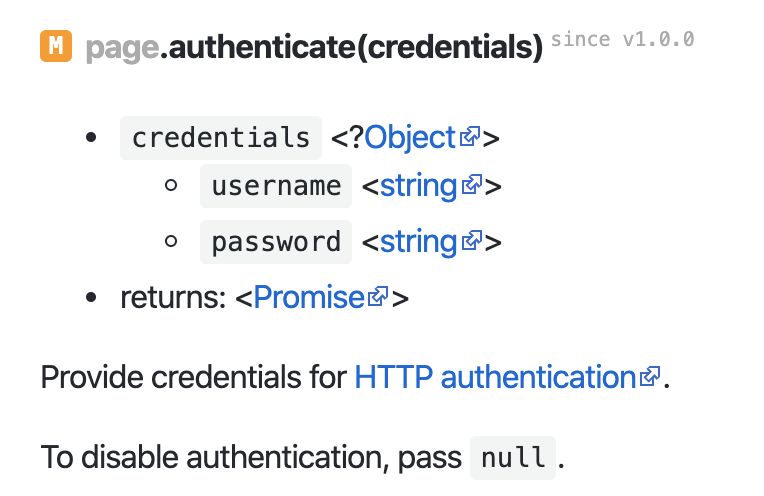 M page.authenticate(credentials) since v1.0.0
• credentials <?Object>
○ username <string>
○ password <string>
• returns: <Promise>
Provide credentials for HTTP authentication.
To disable authentication, pass null.